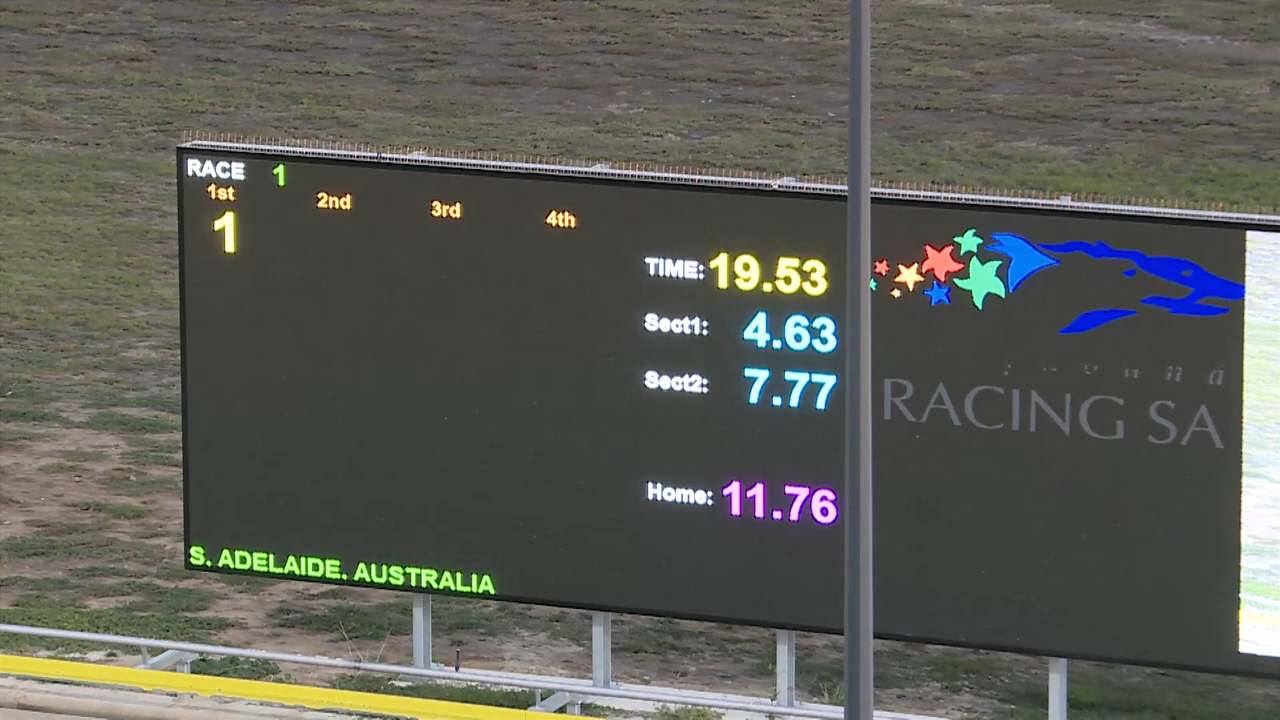 RACE 1
1st 2nd 3rd 4th
1
TIME: 19.53
Sect1: 4.63
Sect2: 7.77
Home: 11.76
S. ADELAIDE. AUSTRALIA
RACING SA